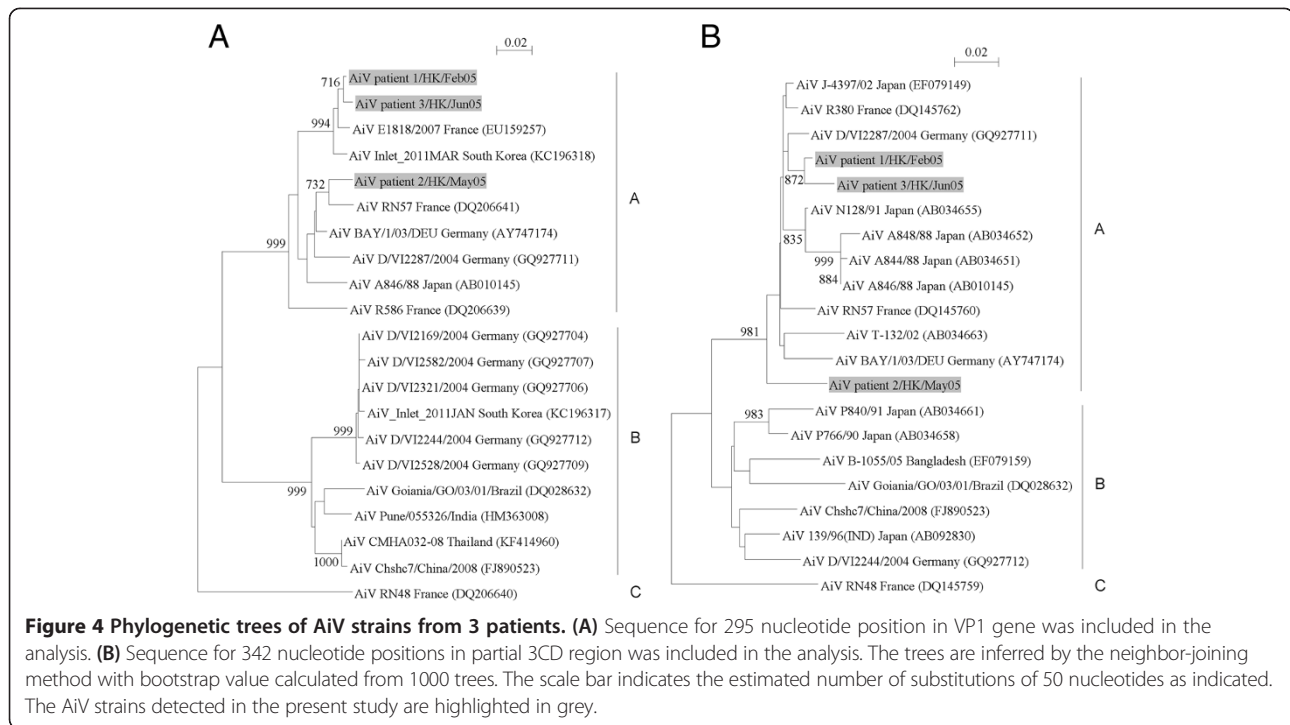 A
0.02
AiV patient 1/HK/Feb05
716
AiV patient 3/HK/Jun05
994
AiV E1818/2007 France (EU159257)
AiV Inlet_2011MAR South Korea (KC196318)
732
AiV patient 2/HK/May05
AiV RN57 France (DQ206641)
A
999
AiV BAY/1/03/DEU Germany (AY747174)
AiV D/VI2287/2004 Germany (GQ927711)
AiV A846/88 Japan (AB010145)
AiV R586 France (DQ206639)
AiV D/VI2169/2004 Germany (GQ927704)
AiV D/VI2582/2004 Germany (GQ927707)
AiV D/VI2321/2004 Germany (GQ927706)
AiV_Inlet_2011JAN South Korea (KC196317)
999
AiV D/VI2244/2004 Germany (GQ927712)
B
AiV D/VI2528/2004 Germany (GQ927709)
999
AiV Goiania/GO/03/01/Brazil (DQ028632)
AiV Pune/055326/India (HM363008)
AiV CMHA032-08 Thailand (KF414960)
1000
AiV Chshc7/China/2008 (FJ890523)
AiV RN48 France (DQ206640)
C
B
0.02
AiV J-4397/02 Japan (EF079149)
AiV R380 France (DQ145762)
AiV D/VI2287/2004 Germany (GQ927711)
AiV patient 1/HK/Feb05
872
AiV patient 3/HK/Jun05
AiV N128/91 Japan (AB034655)
835
AiV A848/88 Japan (AB034652)
A
999
AiV A844/88 Japan (AB034651)
884
AiV A846/88 Japan (AB010145)
AiV RN57 France (DQ145760)
981
AiV T-132/02 (AB034663)
AiV BAY/1/03/DEU Germany (AY747174)
AiV patient 2/HK/May05
983
AiV P840/91 Japan (AB034661)
AiV P766/90 Japan (AB034658)
AiV B-1055/05 Bangladesh (EF079159)
AiV Goiania/GO/03/01/Brazil (DQ028632)
B
AiV Chshc7/China/2008 (FJ890523)
AiV 139/96(IND) Japan (AB092830)
AiV D/VI2244/2004 Germany (GQ927712)
AiV RN48 France (DQ145759)
C
Figure 4 Phylogenetic trees of AiV strains from 3 patients. (A) Sequence for 295 nucleotide position in VP1 gene was included in the
analysis. (B) Sequence for 342 nucleotide positions in partial 3CD region was included in the analysis. The trees are inferred by the neighbor-joining
method with bootstrap value calculated from 1000 trees. The scale bar indicates the estimated number of substitutions of 50 nucleotides as indicated.
The AiV strains detected in the present study are highlighted in grey.